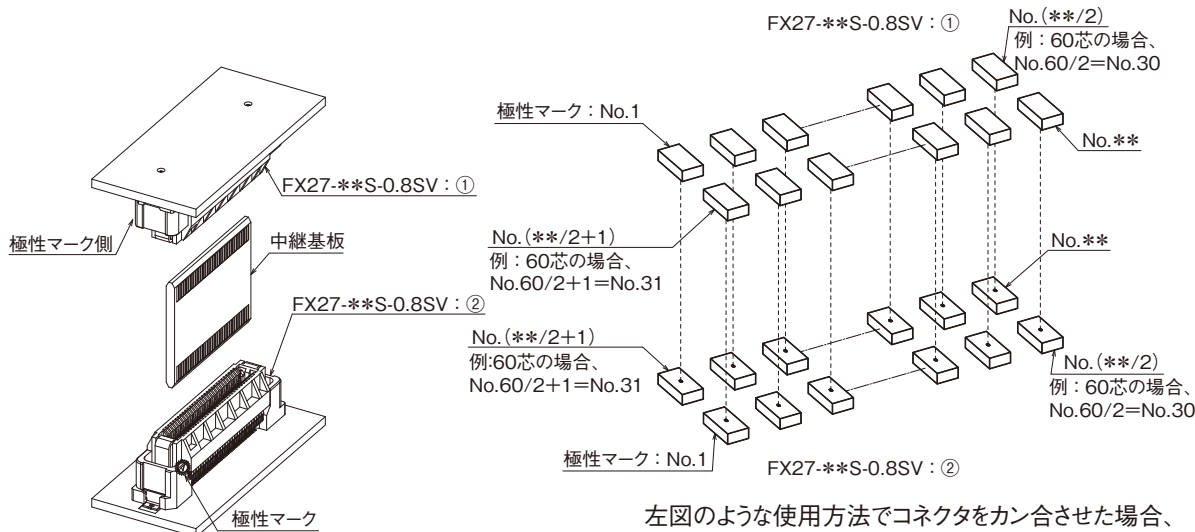 FX27-**S-0.8SV：①
極性マーク側
中継基板
FX27-**S-0.8SV：②
極性マーク
FX27-**S-0.8SV：①
No.(**/2)
例：60芯の場合、
No.60/2=No.30
極性マーク：No.1
No.**
No.(**/2+1)
例：60芯の場合、
No.60/2+1=No.31
No.**
No.(**/2+1)
例:60芯の場合、
No.60/2+1=No.31
No.(**/2)
例：60芯の場合、
No.60/2=No.30
極性マーク：No.1
FX27-**S-0.8SV：②
左図のような使用方法でコネクタをカン合させた場合、